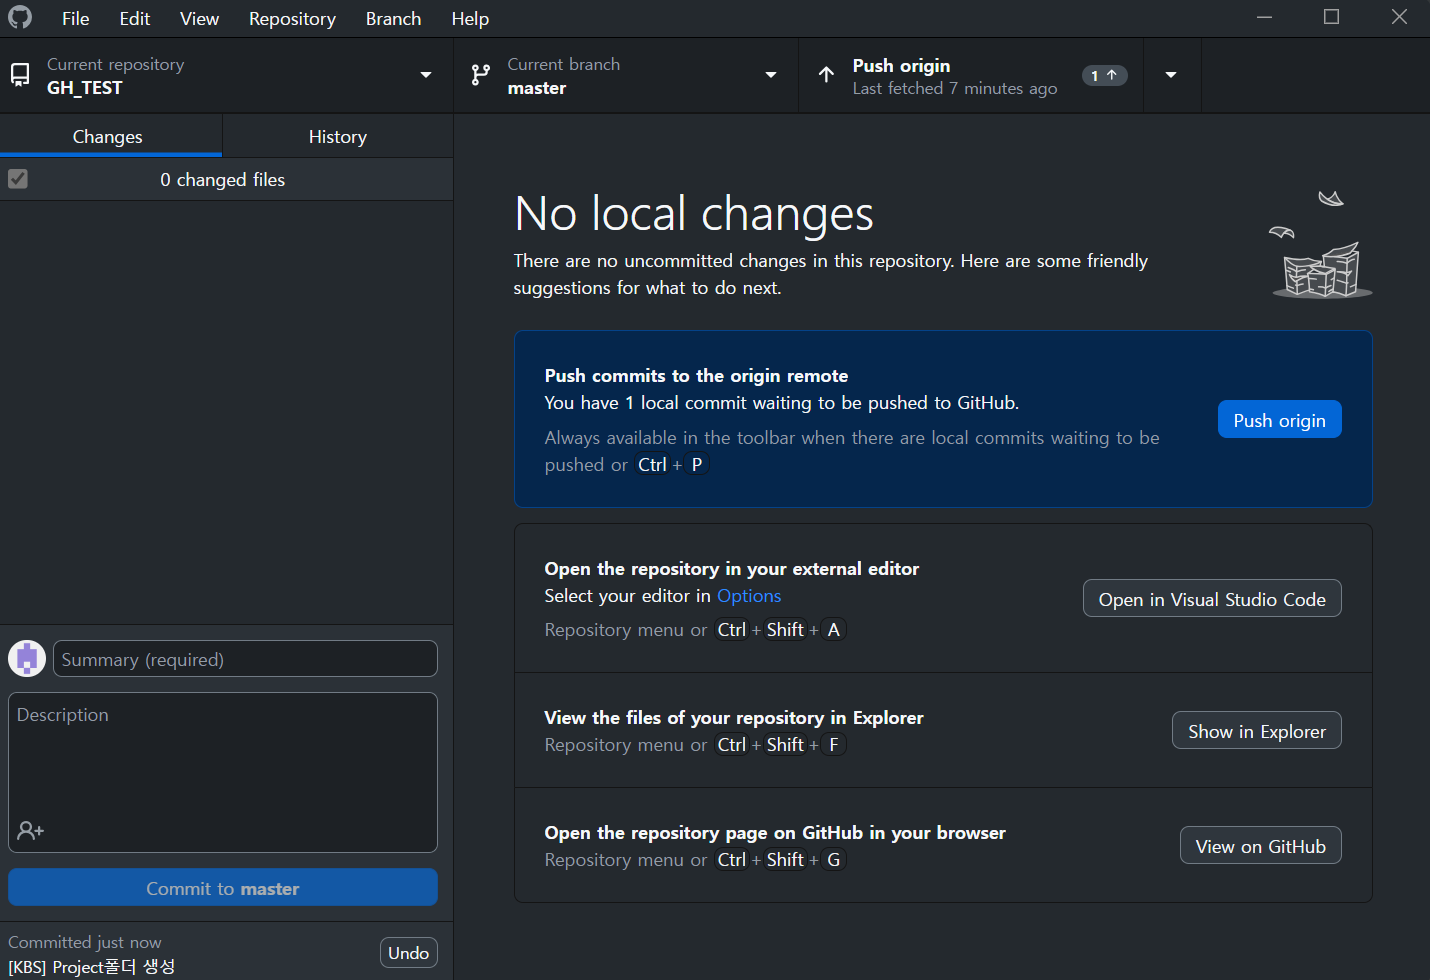 File Edit View Repository Branch Help
Current repository
GH_TEST
Current branch
master
Push origin
Last fetched 7 minutes ago
1
Changes
History
0 changed files
No local changes
There are no uncommitted changes in this repository. Here are some friendly
suggestions for what to do next.
Push commits to the origin remote
You have 1 local commit waiting to be pushed to GitHub.
Always available in the toolbar when there are local commits waiting to be
pushed or Ctrl + P
Push origin
Open the repository in your external editor
Select your editor in Options
Repository menu or Ctrl + Shift + A
Open in Visual Studio Code
View the files of your repository in Explorer
Repository menu or Ctrl + Shift + F
Show in Explorer
Open the repository page on GitHub in your browser
Repository menu or Ctrl + Shift + G
View on GitHub
Summary (required)
Description
Commit to master
Committed just now
[KBS] Project폴더 생성
Undo